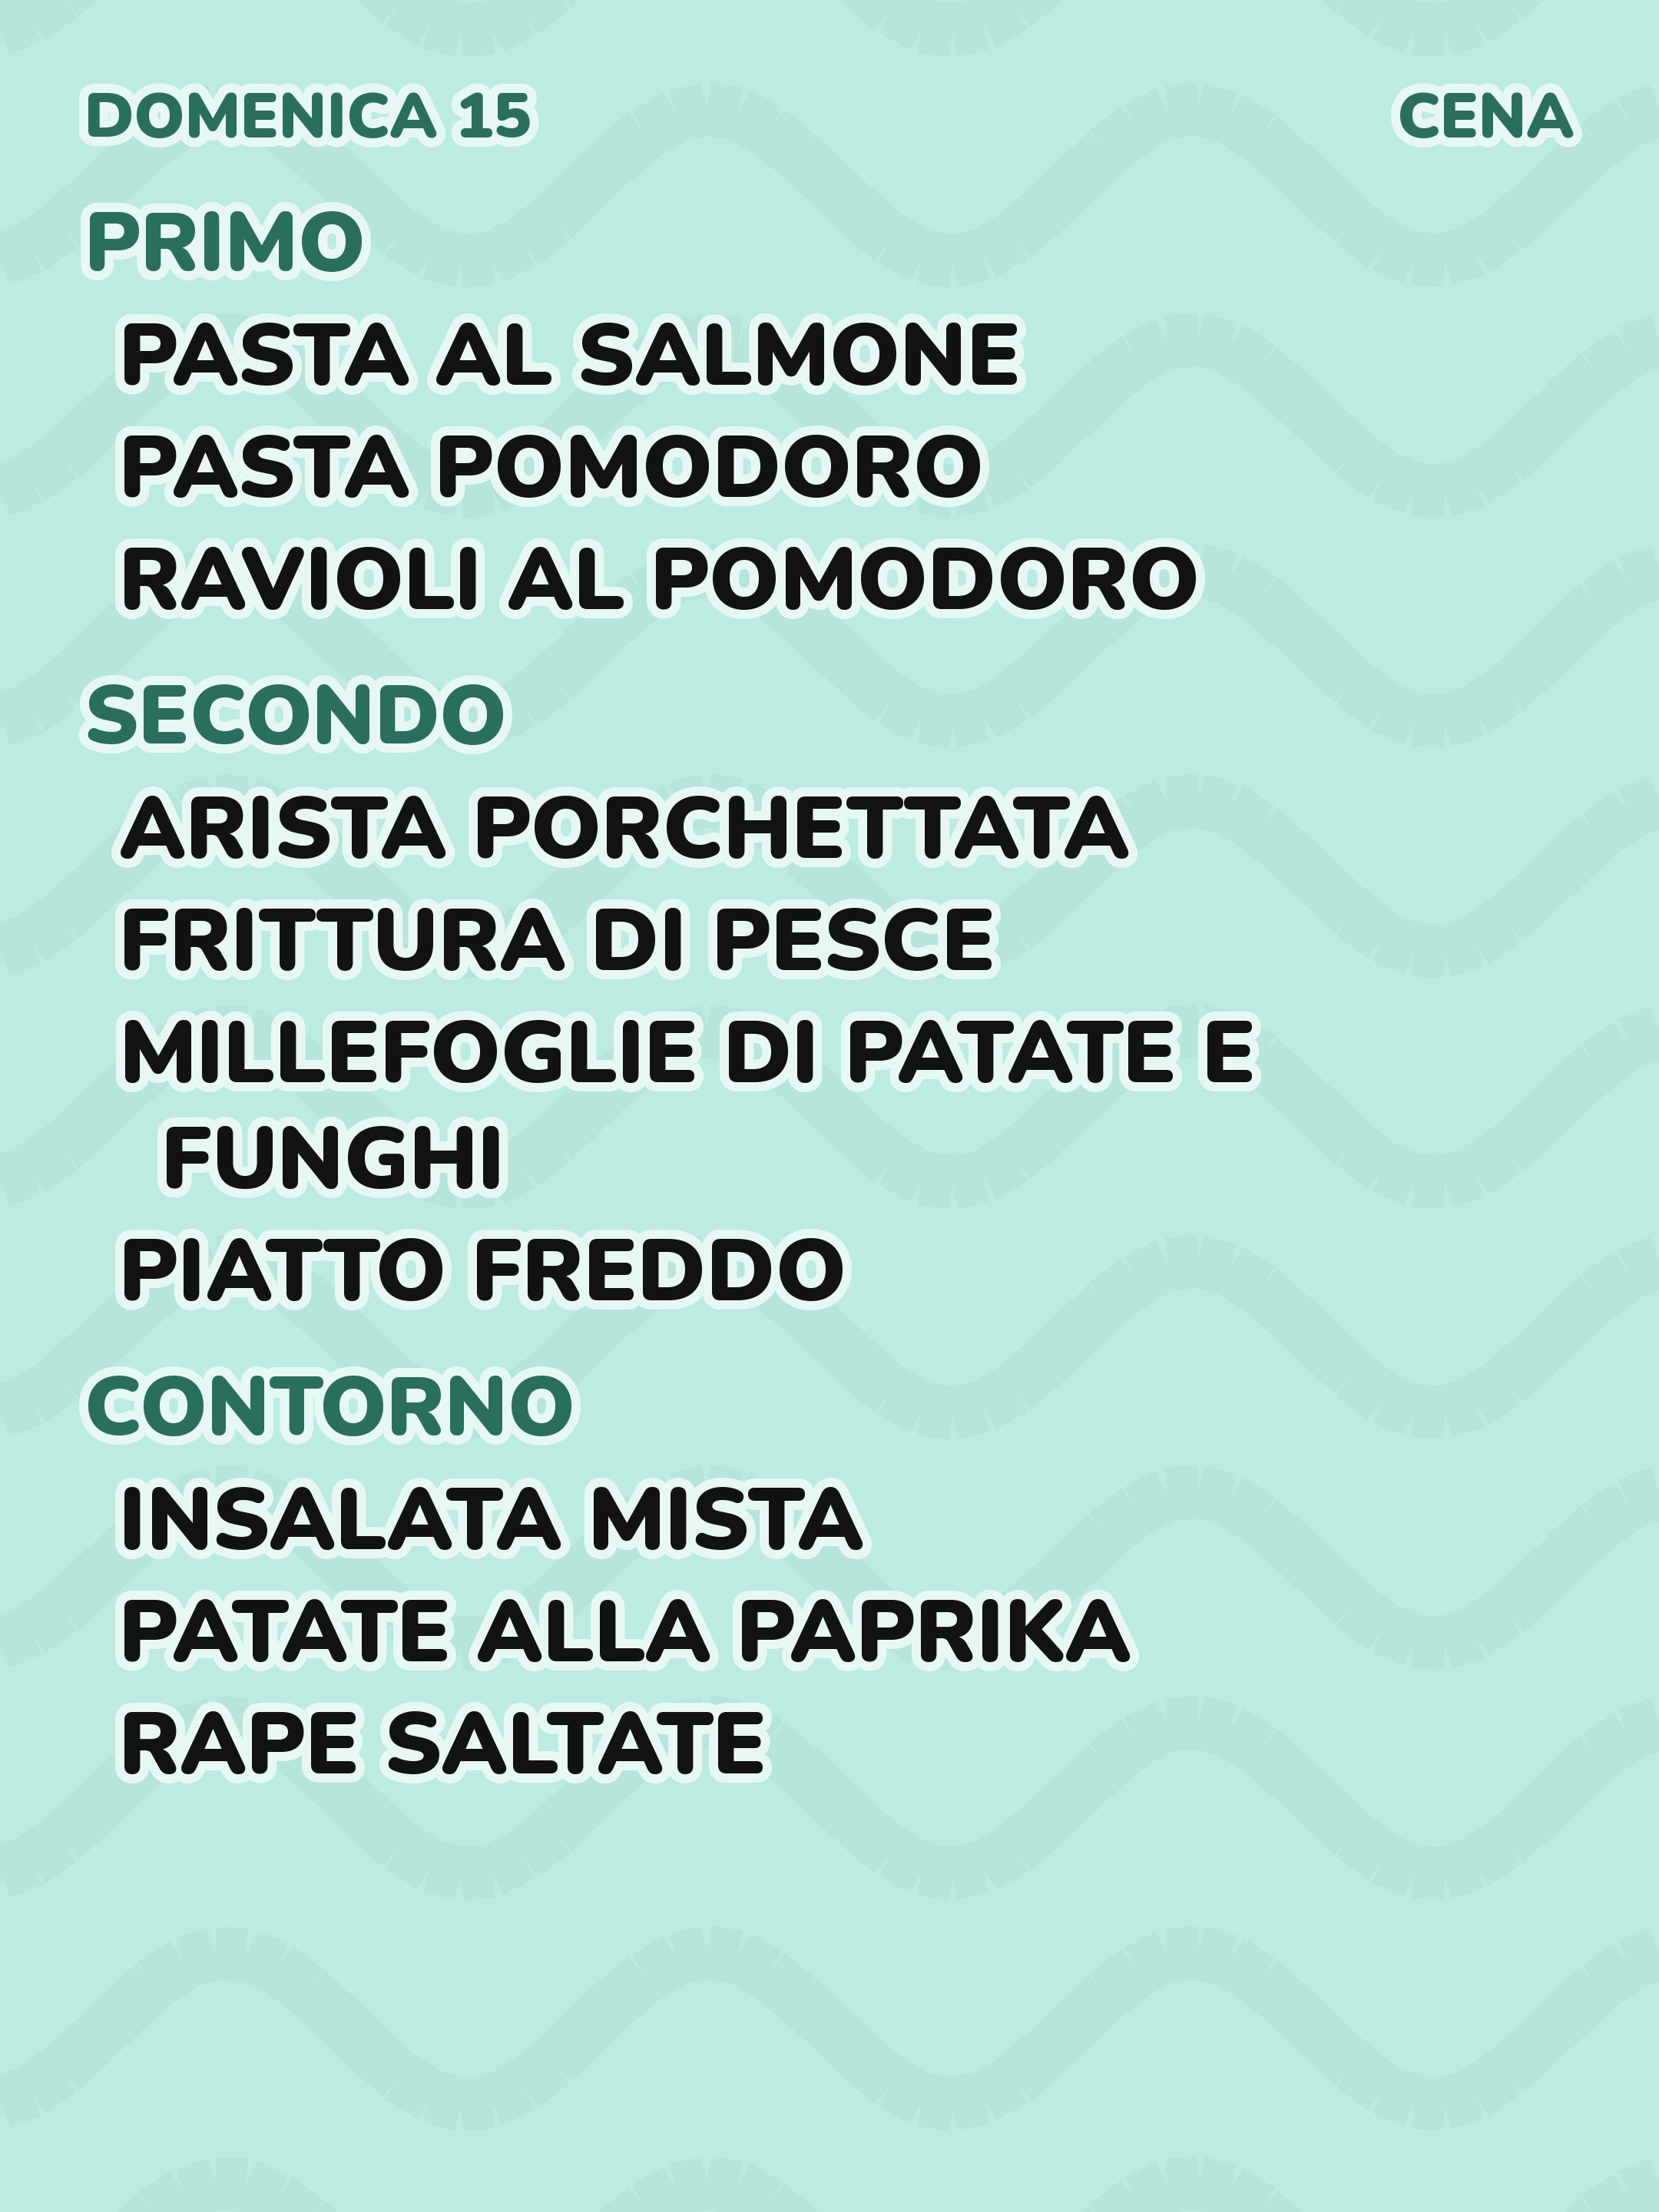 DOMENICA 15 CENA
PRIMO
PASTA AL SALMONE
PASTA POMODORO
RAVIOLI AL POMODORO
SECONDO
ARISTA PORCHETTATA
FRITTURA DI PESCE
MILLEFOGLIE DI PATATE E
FUNGHI
PIATTO FREDDO
CONTORNO
INSALATA MISTA
PATATE ALLA PAPRIKA
RAPE SALTATE